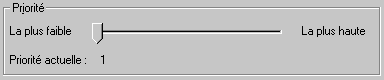 Priorité
La plus faible La plus haute
Priorité actuelle : 1